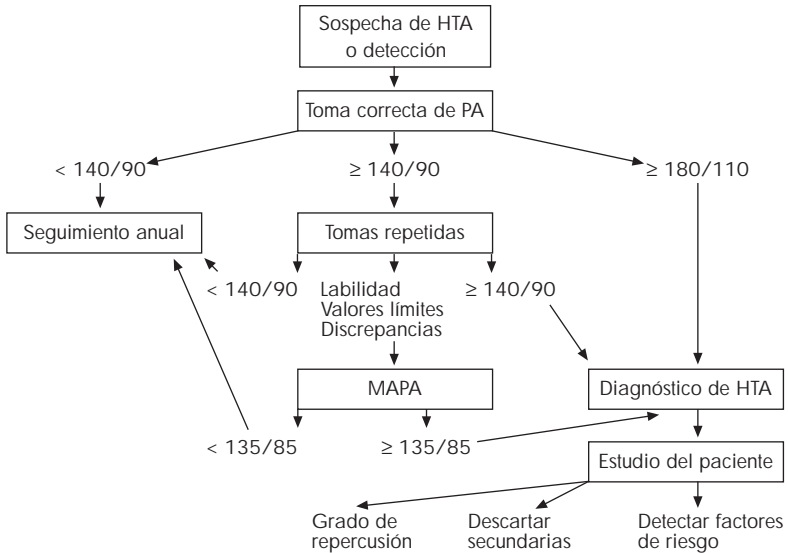 Sospecha de HTA
o detección
Toma correcta de PA
< 140/90
≥ 140/90
≥ 180/110
Seguimiento anual
Tomas repetidas
< 140/90
Labilidad
Valores límites
Discrepancias
≥ 140/90
MAPA
Diagnóstico de HTA
< 135/85
≥ 135/85
Estudio del paciente
Grado de
repercusión
Descartar
secundarias
Detectar factores
de riesgo